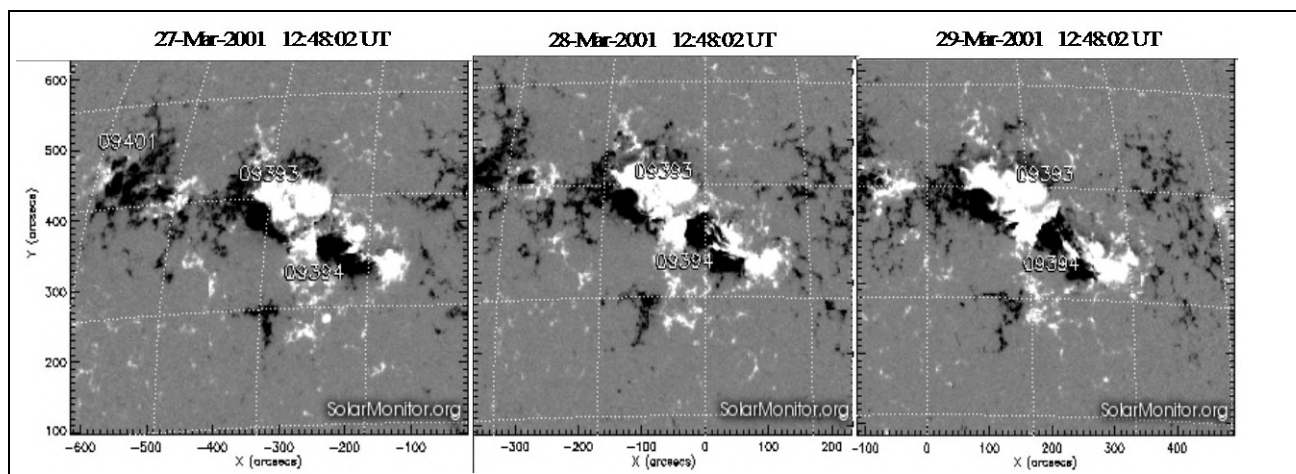 27-Mar-2001 12:48:02 UT
28-Mar-2001 12:48:02 UT
29-Mar-2001 12:48:02 UT
600
500
400
300
200
100
Y (arcsecs)
09401
09393
09394
SolarMonitor.org
-600 -500 -400 -300 -200 -100
X (arcsecs)
09393
09394
-300 -200 -100 0 100 200
X (arcsecs)
09393
09394
SolarMonitor.org
-100 0 100 200 300 400
X (arcsecs)